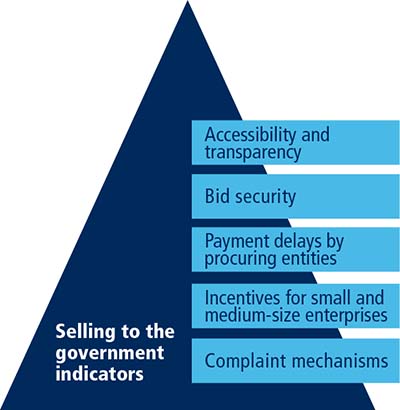 Accessibility and
transparency
Bid security
Payment delays by
procuring entities
Incentives for small and
medium-size enterprises
Complaint mechanisms
Selling to the
government
indicators